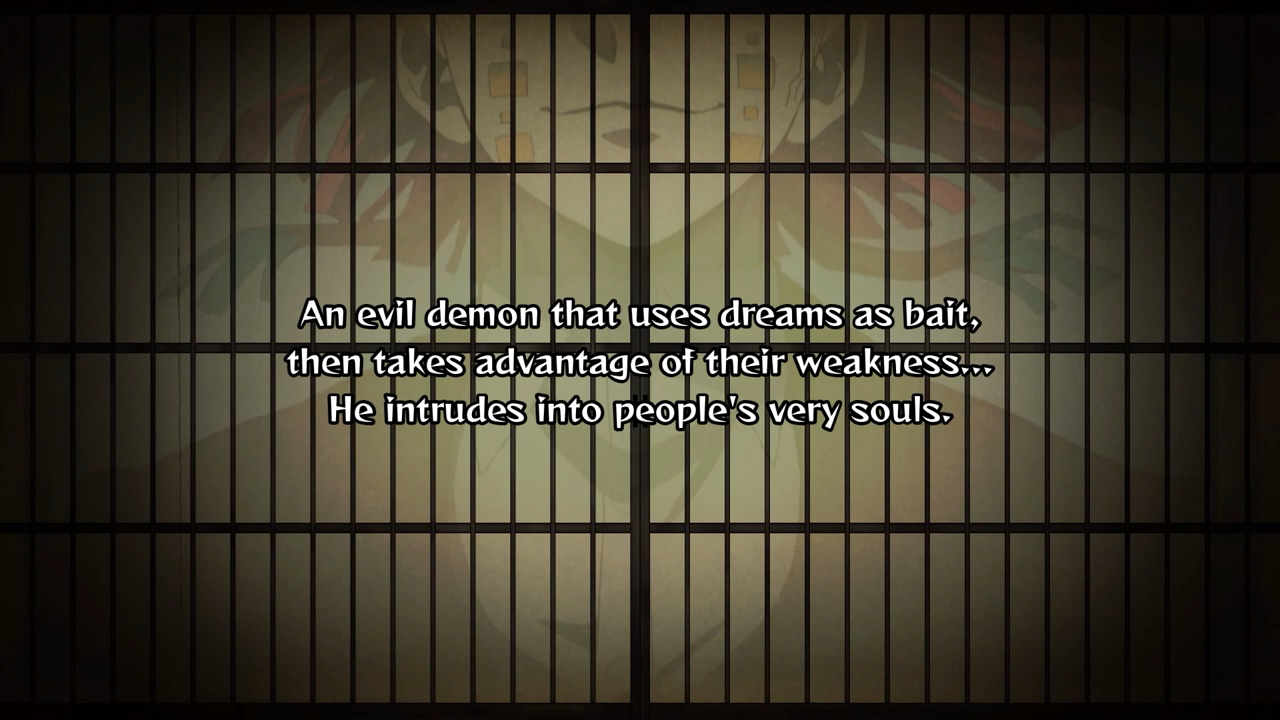 An evil demon that uses dreams as bait,
then takes advantage of their weakness...
He intrudes into people's very souls.